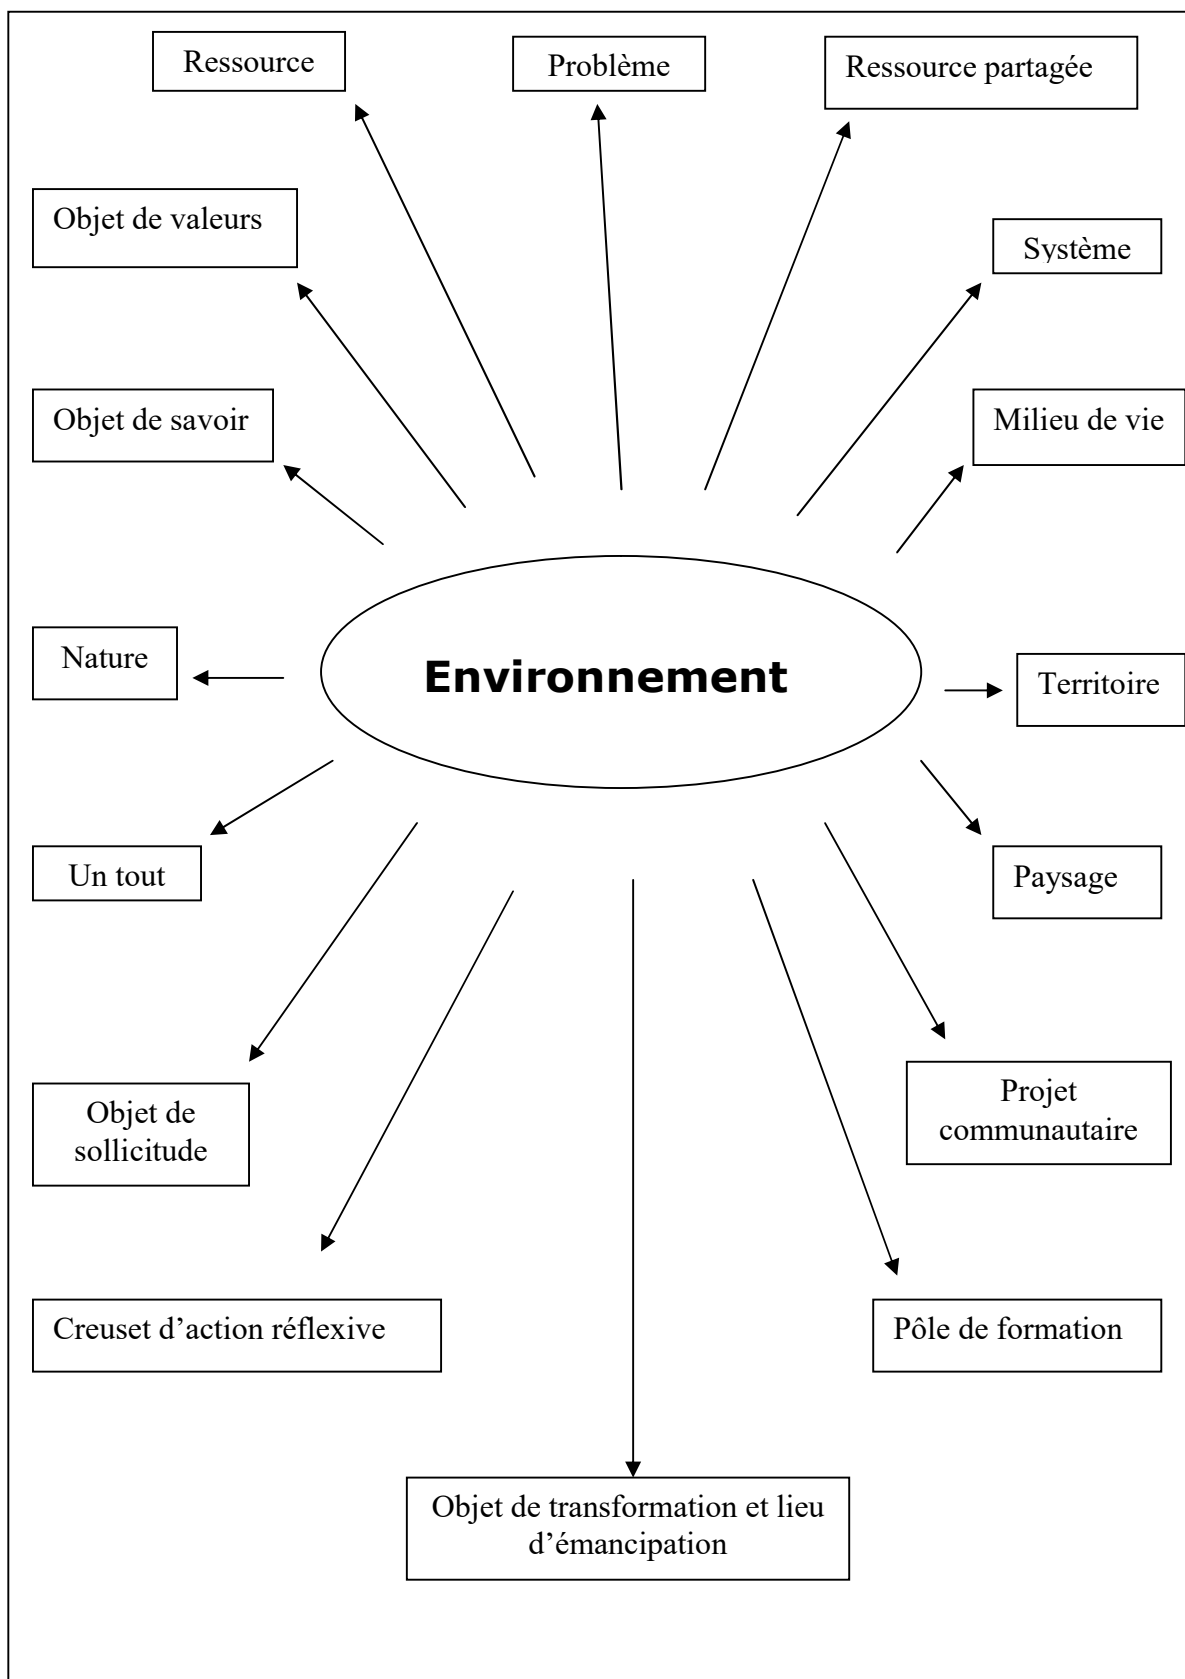 Ressource
Problème
Ressource partagée
Objet de valeurs
Système
Objet de savoir
Milieu de vie
Nature
Environnement
Territoire
Un tout
Paysage
Objet de
sollicitude
Projet
communautaire
Creuset d’action réflexive
Pôle de formation
Objet de transformation et lieu
d’émancipation